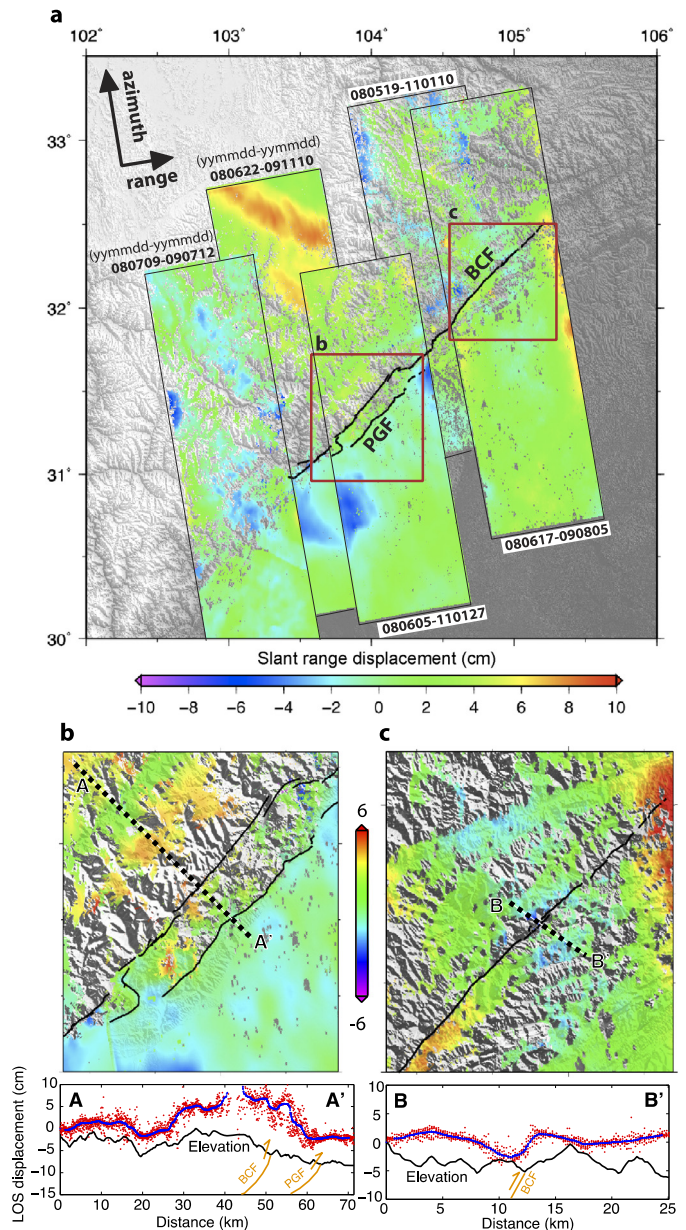 a
102° 103° 104° 105° 106°
33°
32°
31°
30°
azimuth
range
(yymmdd-yymmdd)
080709-090712
(yymmdd-yymmdd)
080622-091110
080519-110110
080605-110127
080617-090805
c
BCF
b
PGF
Slant range displacement (cm)
−10 −8 −6 −4 −2 0 2 4 6 8 10
b
A
A'
6
-6
c
B
B
LOS displacement (cm)
10
5
0
−5
−10
−15
A A'
Elevation
BCF
PGF
0 10 20 30 40 50 60 70
Distance (km)
10
5
0
−5
−10
B B'
Elevation
BCF
0 5 10 15 20 25
Distance (km)